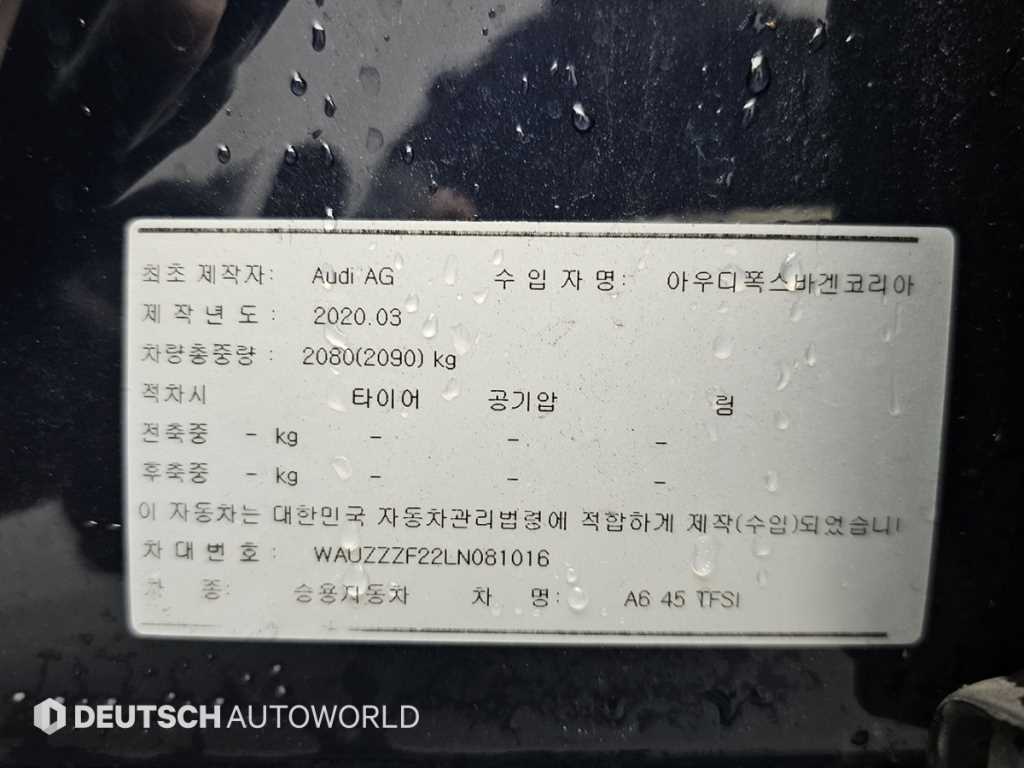 최초 제작자: Audi AG 수 입 자 명: 아우디폭스바겐코리아
제 작 년 도 : 2020.03
차량총중량 : 2080(2090) kg
적차시 타이어 공기압 림
전축중 - kg - - -
후축중 - kg - - -
이 자동차는 대한민국 자동차관리법령에 적합하게 제작(수입)되었습니
차 대 번 호 : WAUZZZF22LN081016
차 종: 승용자동차 차 명: A6 45 TFSI
DEUTSCH AUTOWORLD